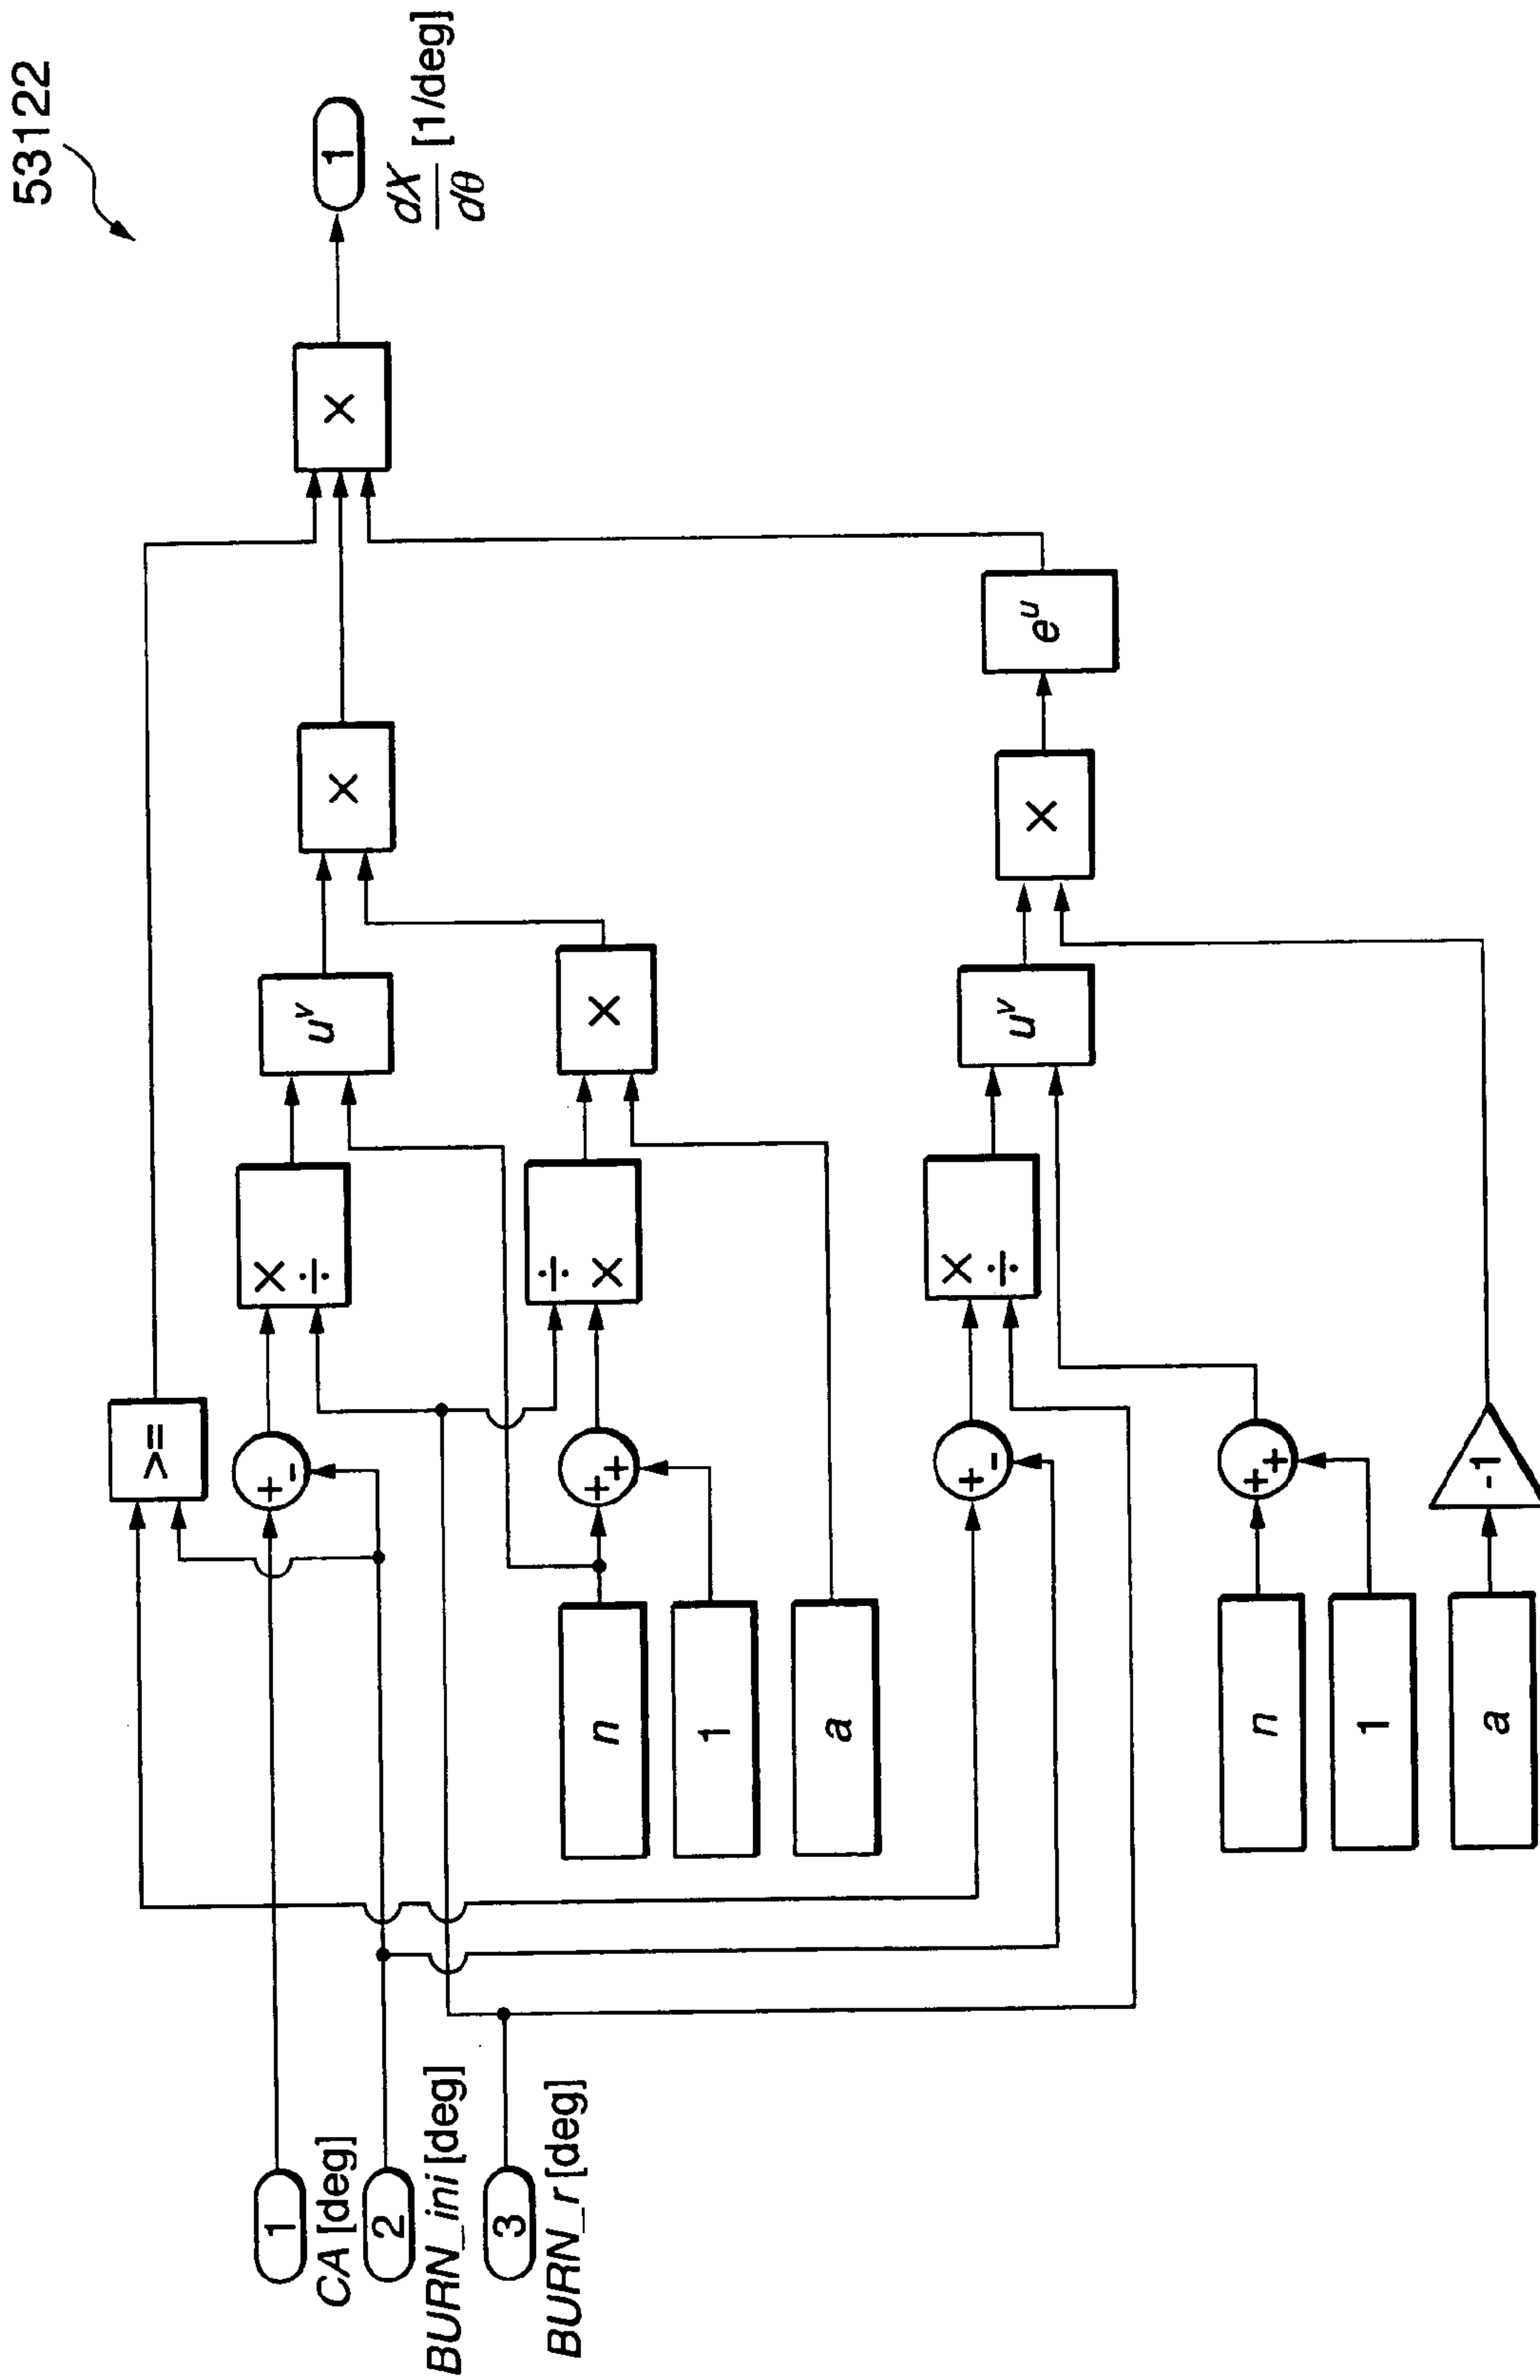 53122
1
CA [deg]
2
BURN_ini [deg]
3
BURN_r [deg]
>=
+ -
× ÷
u^v
×
×
1
dX/dθ [1/deg]
n
1
a
+ +
÷ ×
×
+ -
× ÷
u^v
×
e^u
n
1
a
+ +
-1